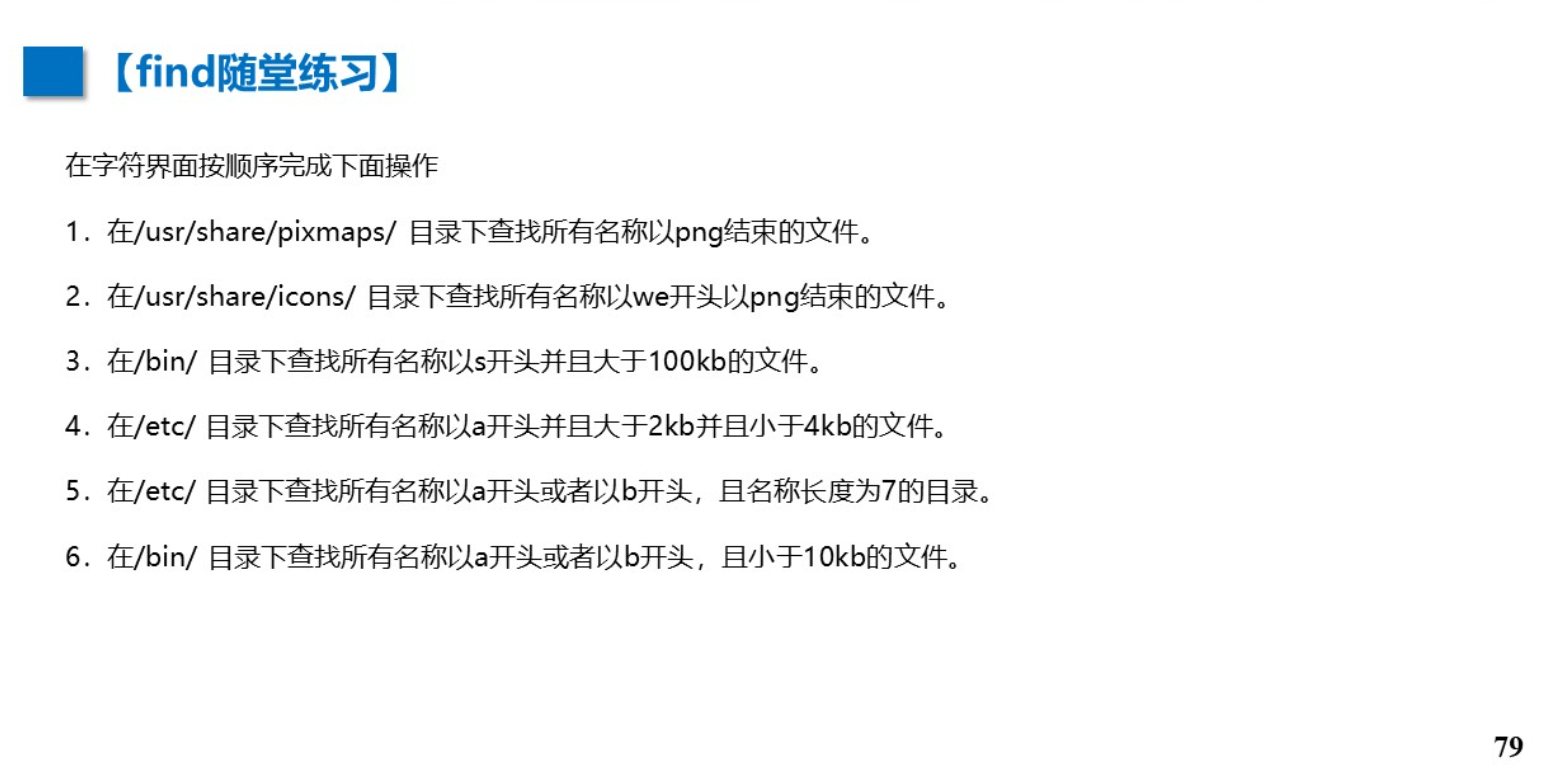 【find随堂练习】
在字符界面按顺序完成下面操作
1. 在/usr/share/pixmaps/ 目录下查找所有名称以png结束的文件。
2. 在/usr/share/icons/ 目录下查找所有名称以we开头以png结束的文件。
3. 在/bin/ 目录下查找所有名称以s开头并且大于100kb的文件。
4. 在/etc/ 目录下查找所有名称以a开头并且大于2kb并且小于4kb的文件。
5. 在/etc/ 目录下查找所有名称以a开头或者以b开头，且名称长度为7的目录。
6. 在/bin/ 目录下查找所有名称以a开头或者以b开头，且小于10kb的文件。
79